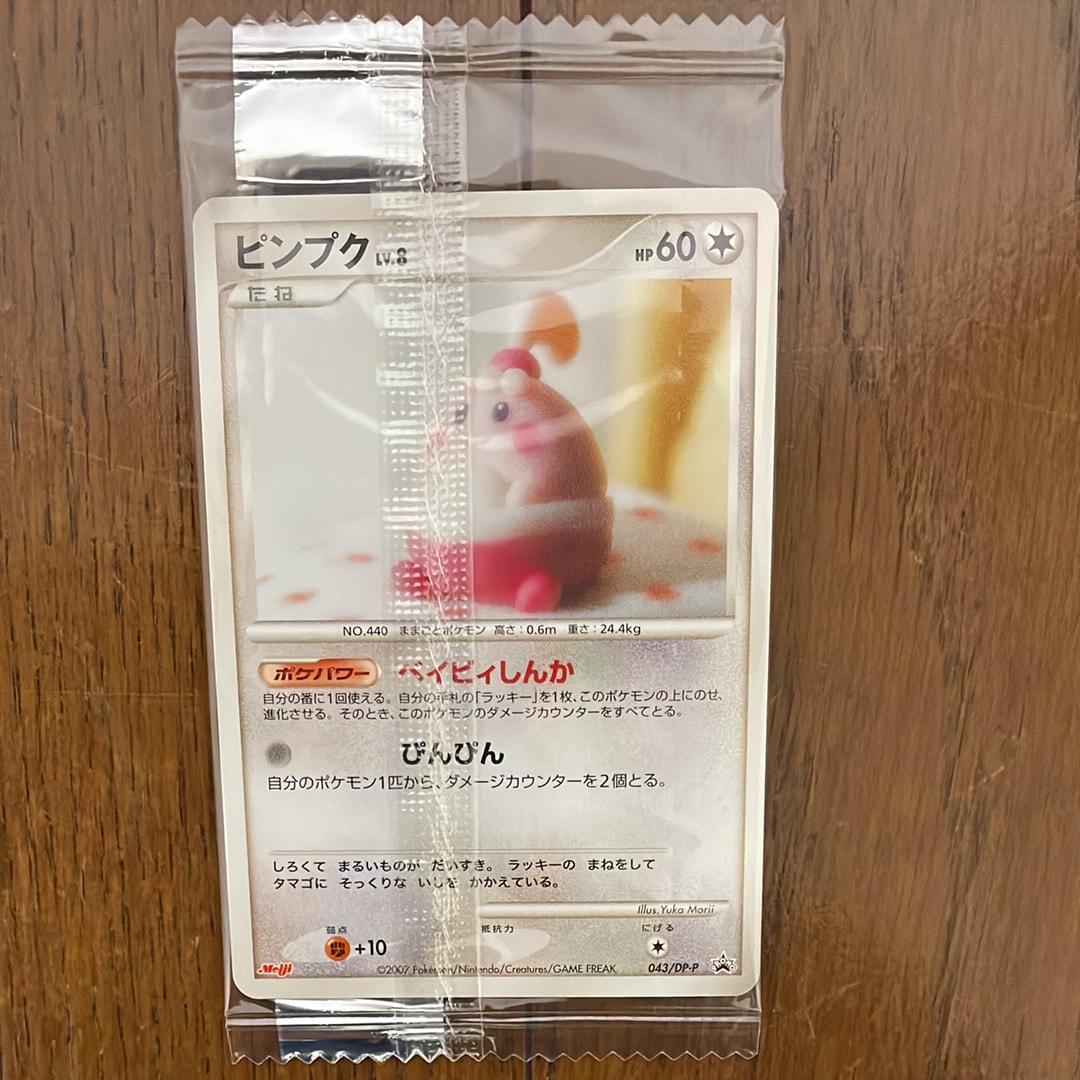 ピンプク LV.8 HP60
たね
NO.440 ままごとポケモン 高さ：0.6m 重さ：24.4kg
ポケパワー ベイビィしんか
自分の番に1回使える。自分の手札の「ラッキー」を1枚、このポケモンの上にのせ、
進化させる。そのとき、このポケモンのダメージカウンターをすべてとる。
ぴんぴん
自分のポケモン1匹から、ダメージカウンターを2個とる。
しろくて まるいものが だいすき。 ラッキーの まねをして
タマゴに そっくりな いしを かかえている。
Illus. Yuka Morii
弱点 抵抗力 にげる
+10
Meiji ©2007 Pokémon/Nintendo/Creatures/GAME FREAK 043/DP-P